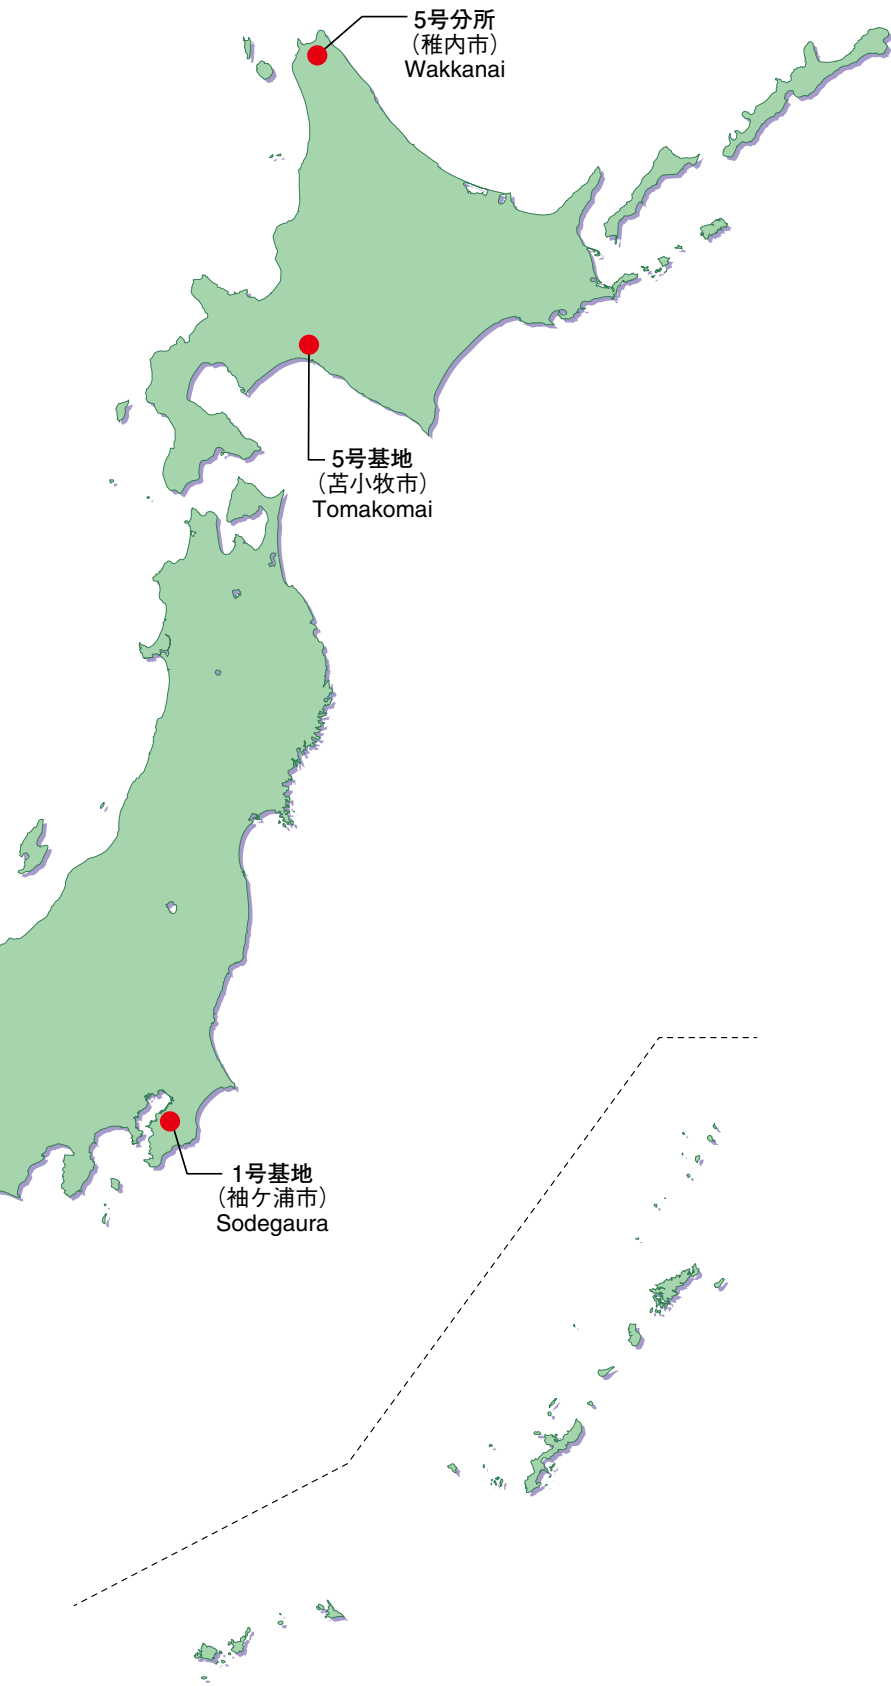 5号分所
（稚内市）
Wakkanai
5号基地
（苫小牧市）
Tomakomai
1号基地
（袖ケ浦市）
Sodegaura